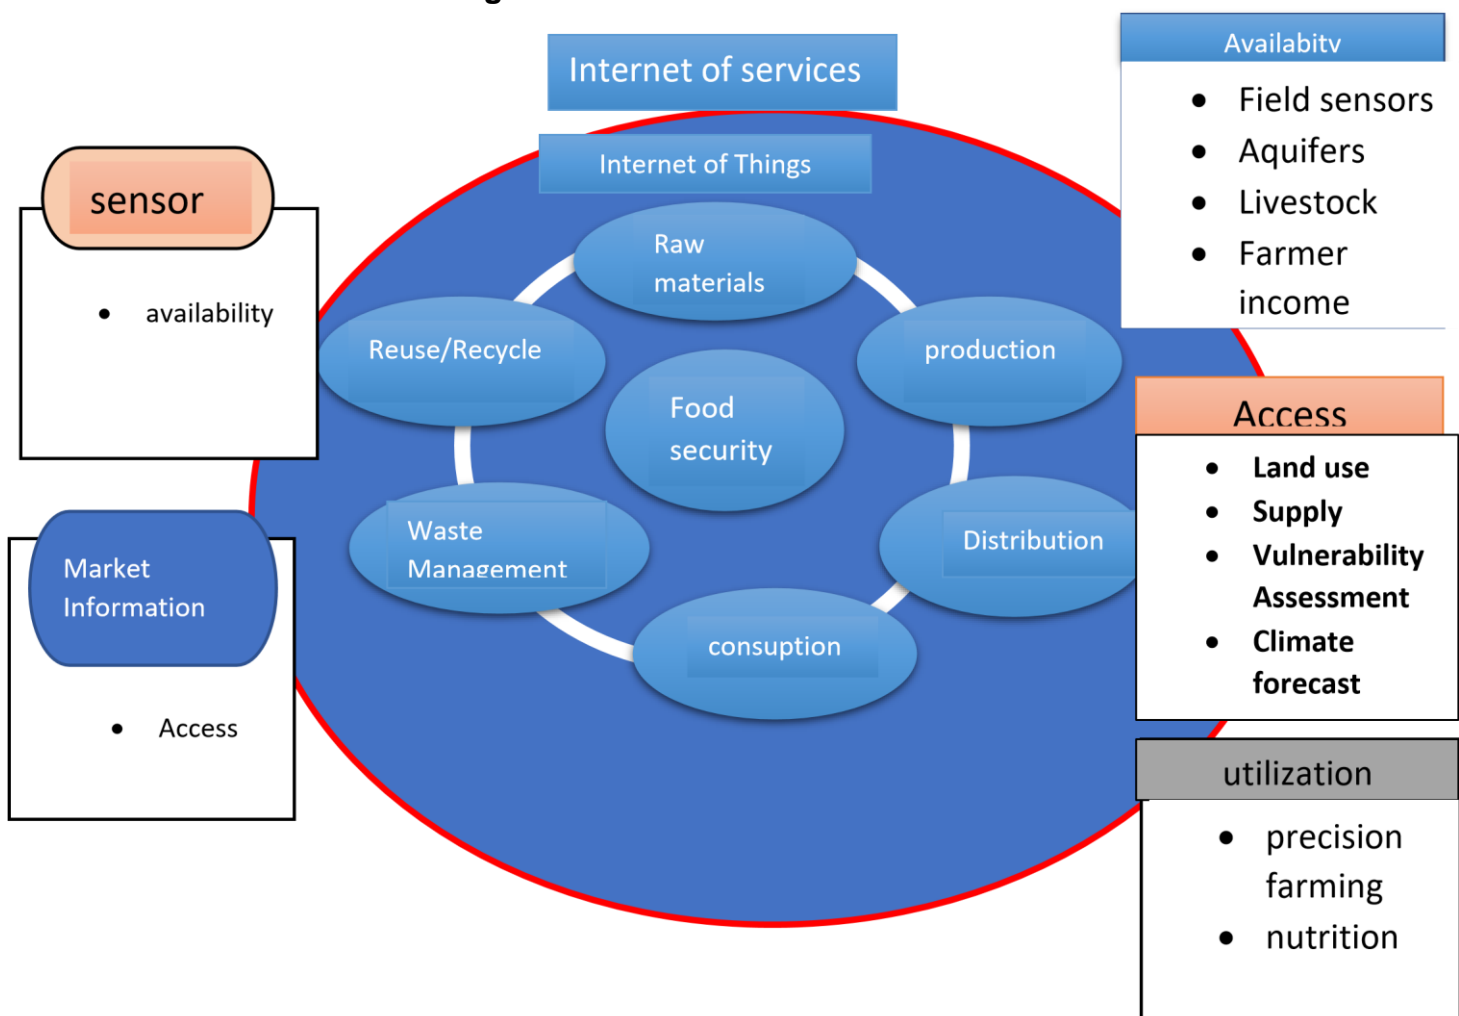 Internet of services
Internet of Things
Raw
materials
production
Distribution
consuption
Waste
Management
Reuse/Recycle
Food
security
sensor
• availability
Market
Information
• Access
Availabity
• Field sensors
• Aquifers
• Livestock
• Farmer
income
Access
• Land use
• Supply
• Vulnerability
Assessment
• Climate
forecast
utilization
• precision
farming
• nutrition